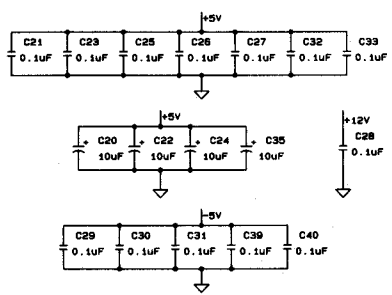 +5V
C21 C23 C25 C26 C27 C32 C33
0.1uF 0.1uF 0.1uF 0.1uF 0.1uF 0.1uF 0.1uF
+5V
+ C20 + C22 + C24 + C35
10uF 10uF 10uF 10uF
+12V
C28
0.1uF
-5V
C29 C30 C31 C39 C40
0.1uF 0.1uF 0.1uF 0.1uF 0.1uF